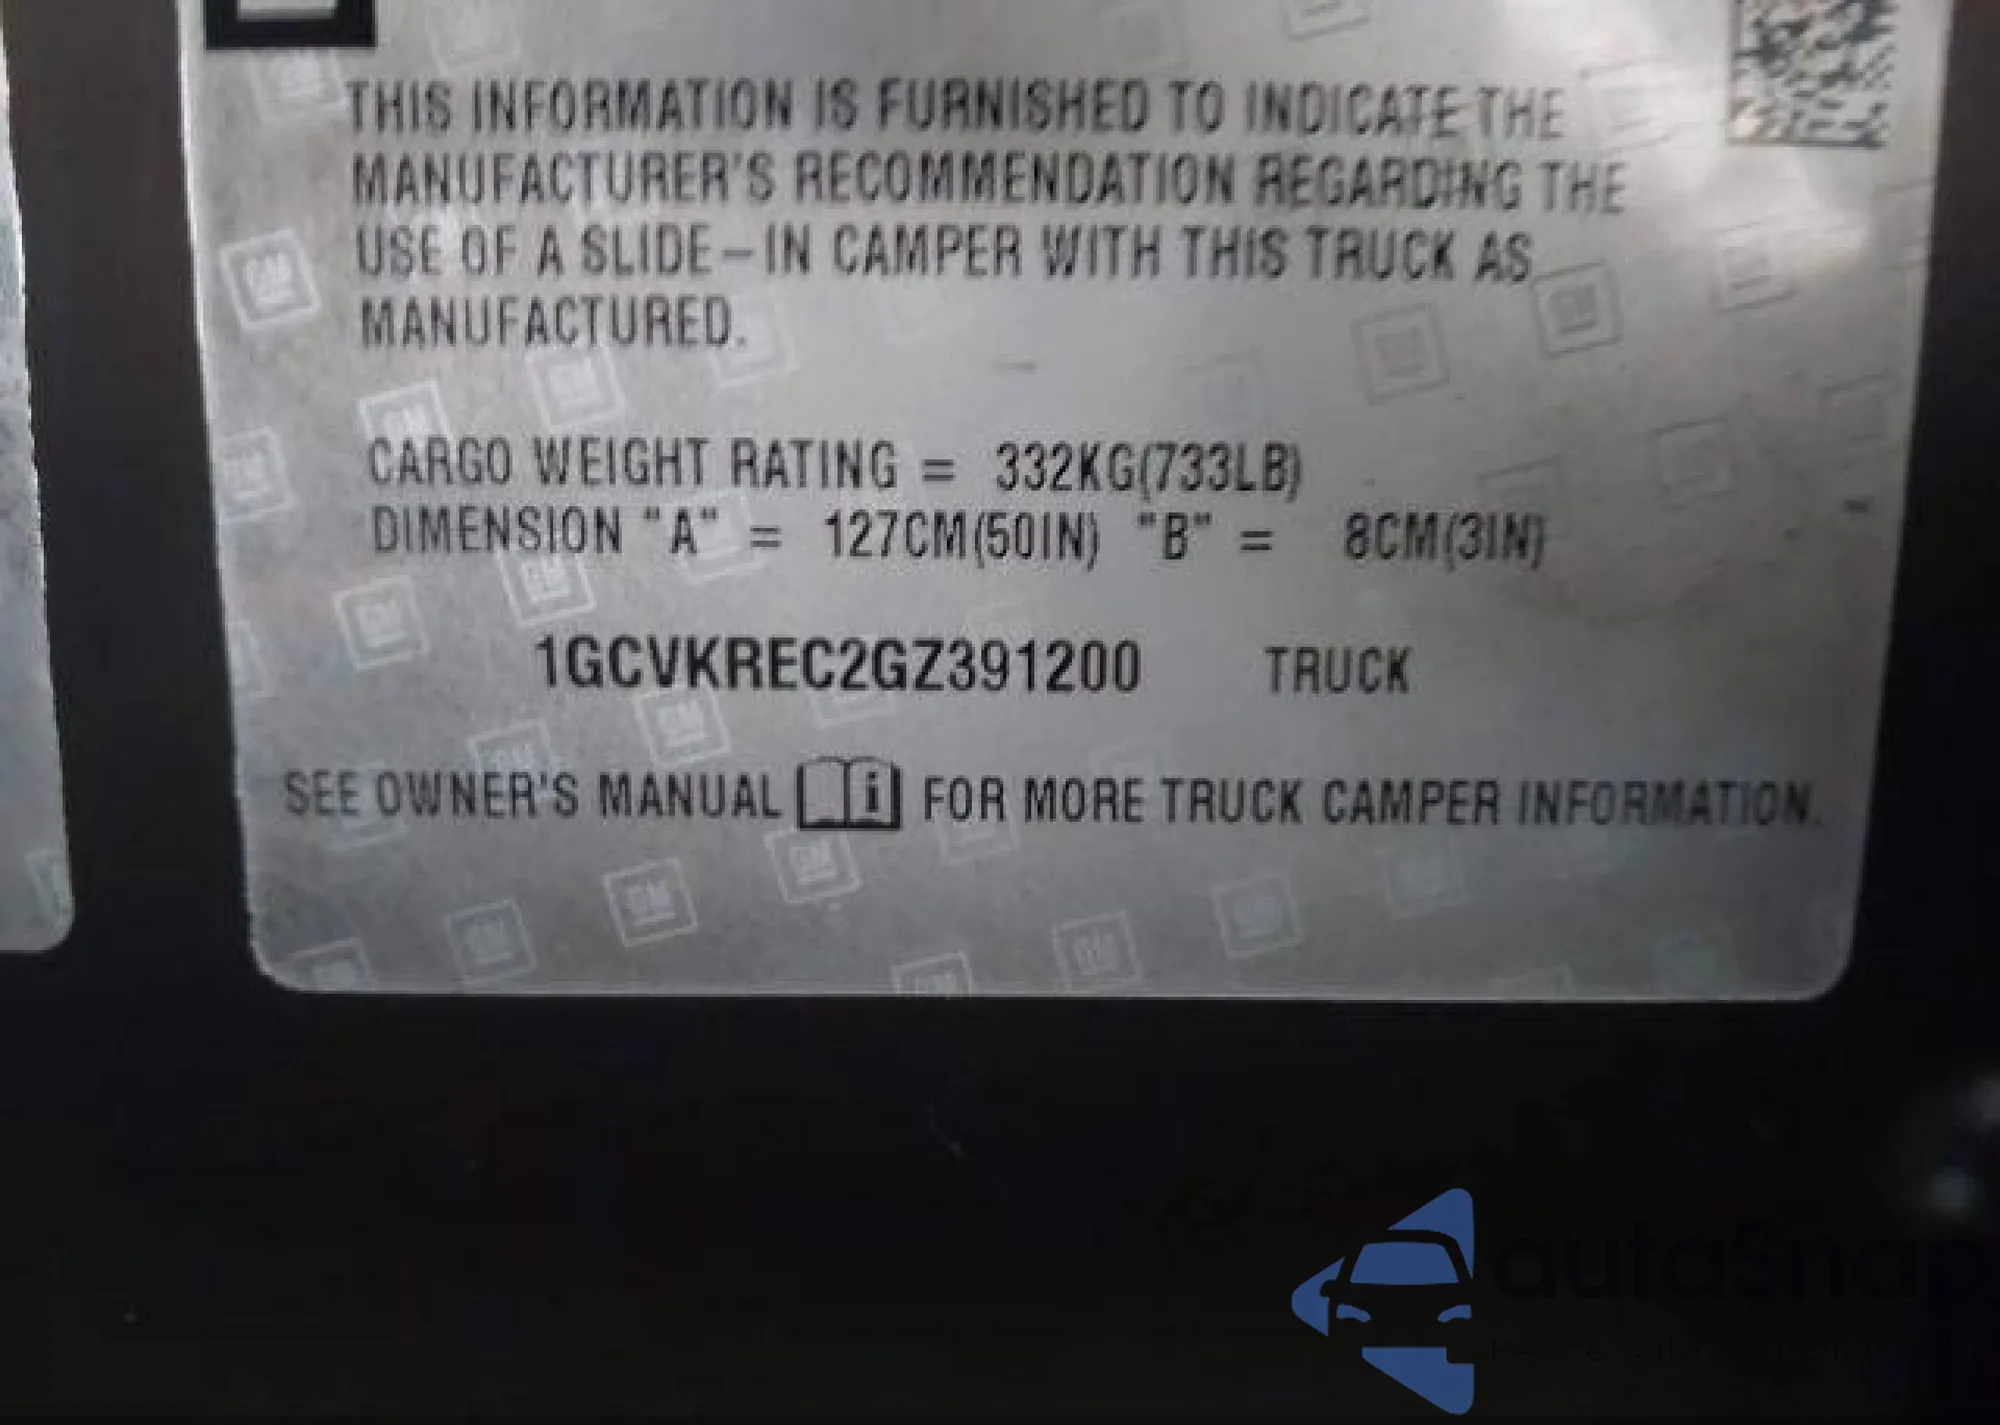 THIS INFORMATION IS FURNISHED TO INDICATE THE
MANUFACTURER'S RECOMMENDATION REGARDING THE
USE OF A SLIDE-IN CAMPER WITH THIS TRUCK AS
MANUFACTURED.
CARGO WEIGHT RATING = 332KG(733LB)
DIMENSION "A" = 127CM(50IN) "B" = 8CM(3IN)
1GCVKREC2GZ391200 TRUCK
SEE OWNER'S MANUAL i FOR MORE TRUCK CAMPER INFORMATION.
GM
autoSnap